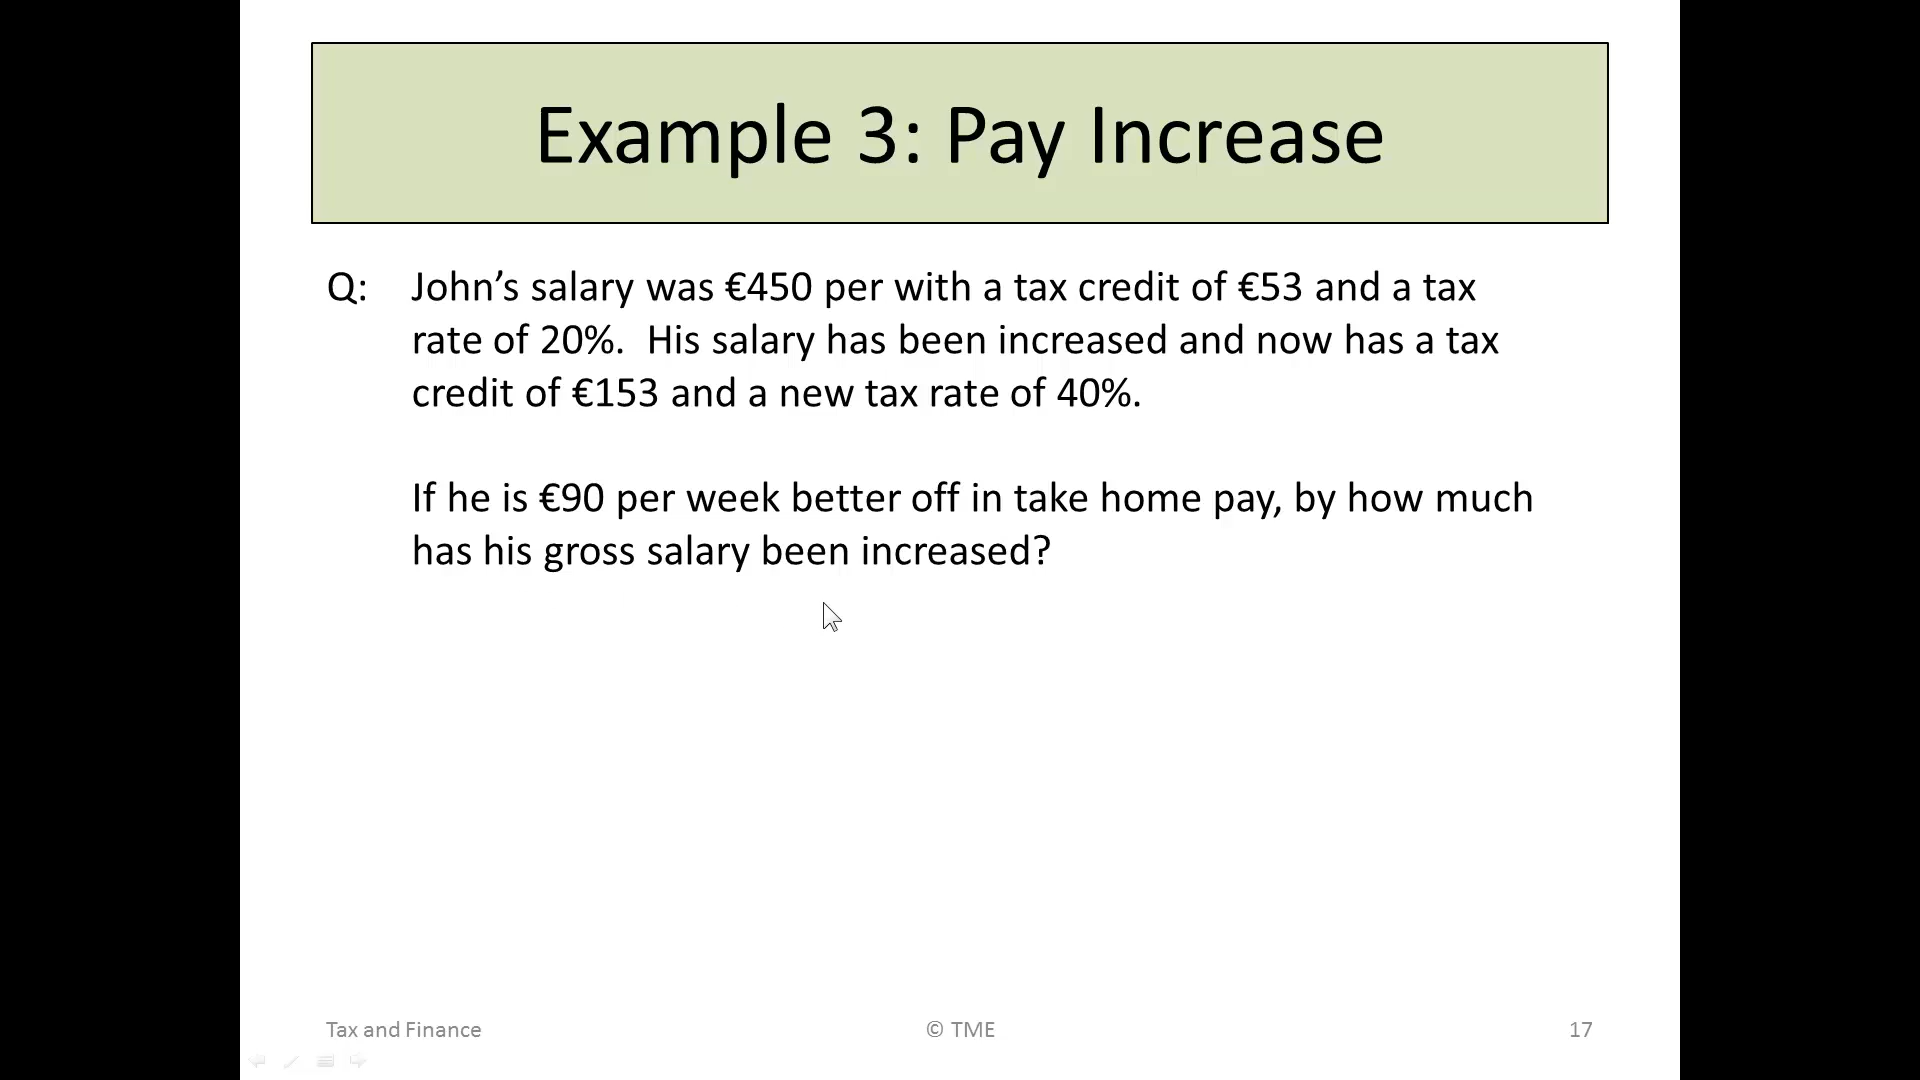 Example 3: Pay Increase
Q: John’s salary was €450 per with a tax credit of €53 and a tax
rate of 20%.  His salary has been increased and now has a tax
credit of €153 and a new tax rate of 40%.
If he is €90 per week better off in take home pay, by how much
has his gross salary been increased?
Tax and Finance © TME 17